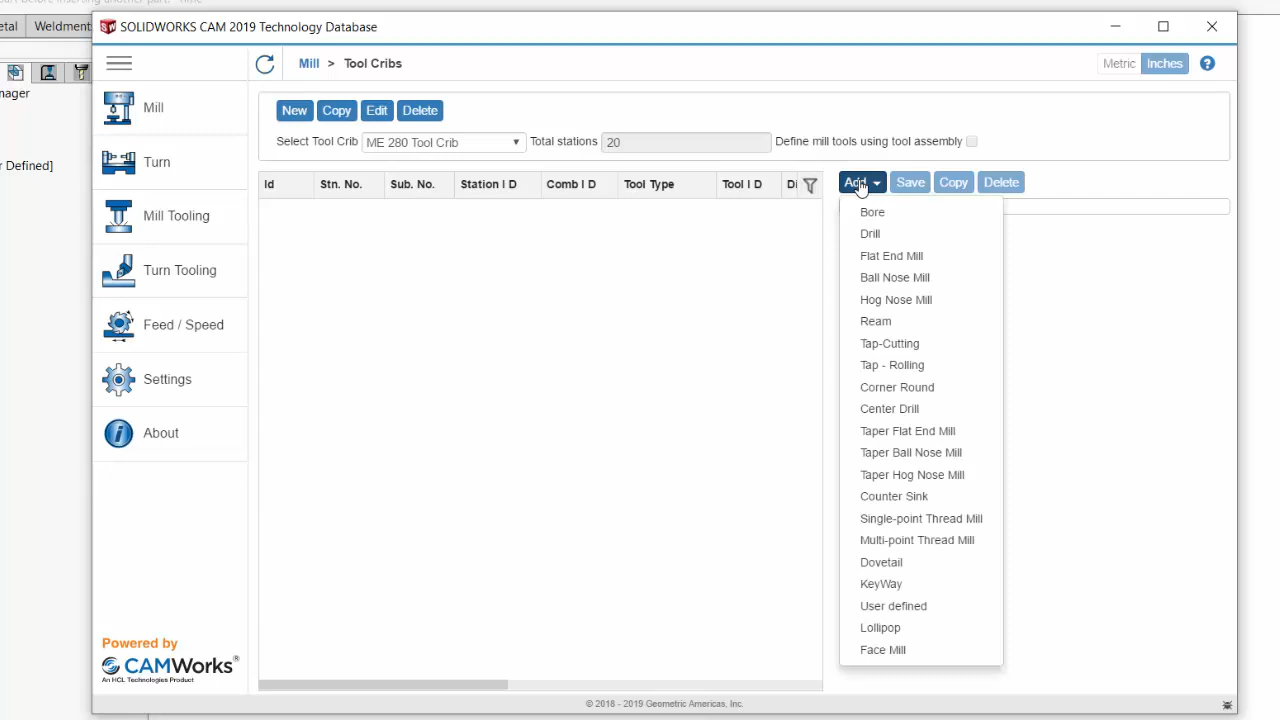 SOLIDWORKS CAM 2019 Technology Database
etal
Weldment
Mill > Tool Cribs
Metric
Inches
nager
r Defined]
Mill
Turn
Mill Tooling
Turn Tooling
Feed / Speed
Settings
About
Powered by
CAMWorks®
An HCL Technologies Product
New
Copy
Edit
Delete
Select Tool Crib
ME 280 Tool Crib
Total stations
20
Define mill tools using tool assembly
Id
Stn. No.
Sub. No.
Station I D
Comb I D
Tool Type
Tool I D
Di
Add
Save
Copy
Delete
Bore
Drill
Flat End Mill
Ball Nose Mill
Hog Nose Mill
Ream
Tap-Cutting
Tap - Rolling
Corner Round
Center Drill
Taper Flat End Mill
Taper Ball Nose Mill
Taper Hog Nose Mill
Counter Sink
Single-point Thread Mill
Multi-point Thread Mill
Dovetail
KeyWay
User defined
Lollipop
Face Mill
© 2018 - 2019 Geometric Americas, Inc.